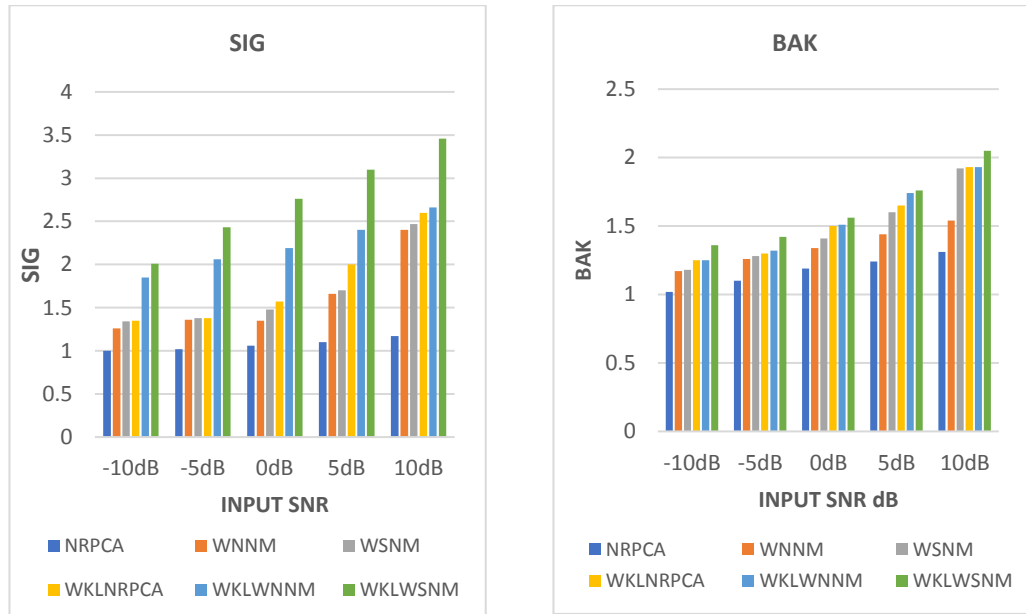 SIG
4
3.5
3
2.5
2
1.5
1
0.5
0
SIG
-10dB -5dB 0dB 5dB 10dB
INPUT SNR
NRPCA WNNM WSNM
WKLNRPCA WKLWNNM WKLWSNM
BAK
2.5
2
1.5
1
0.5
0
BAK
-10dB -5dB 0dB 5dB 10dB
INPUT SNR dB
NRPCA WNNM WSNM
WKLNRPCA WKLWNNM WKLWSNM